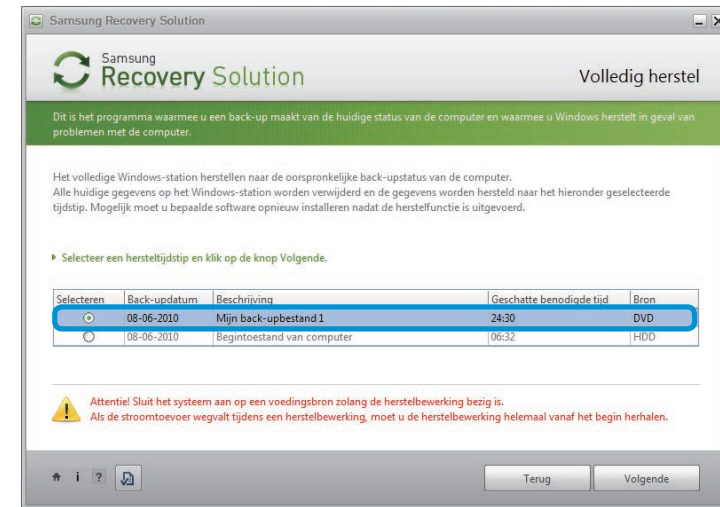 Samsung Recovery Solution
Samsung
Recovery Solution
Volledig herstel
Dit is het programma waarmee u een back-up maakt van de huidige status van de computer en waarmee u Windows herstelt in geval van
problemen met de computer.
Het volledige Windows-station herstellen naar de oorspronkelijke back-upstatus van de computer.
Alle huidige gegevens op het Windows-station worden verwijderd en de gegevens worden hersteld naar het hieronder geselecteerde
tijdstip. Mogelijk moet u bepaalde software opnieuw installeren nadat de herstelfunctie is uitgevoerd.
Selecteer een hersteltijdstip en klik op de knop Volgende.
Selecteren Back-updatum Beschrijving Geschatte benodigde tijd Bron
08-06-2010 Mijn back-upbestand 1 24:30 DVD
08-06-2010 Begintoestand van computer 06:32 HDD
Attentie! Sluit het systeem aan op een voedingsbron zolang de herstelbewerking bezig is.
Als de stroomtoevoer wegvalt tijdens een herstelbewerking, moet u de herstelbewerking helemaal vanaf het begin herhalen.
i ? Terug Volgende